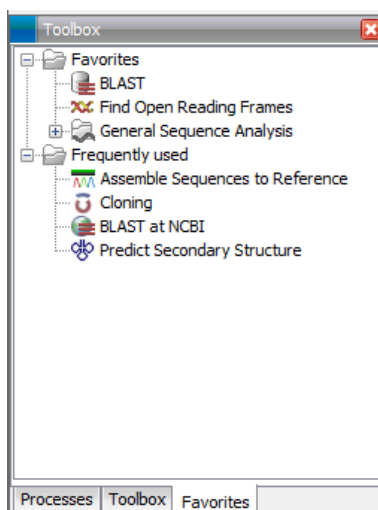 Toolbox
Favorites
BLAST
Find Open Reading Frames
General Sequence Analysis
Frequently used
Assemble Sequences to Reference
Cloning
BLAST at NCBI
Predict Secondary Structure
Processes Toolbox Favorites